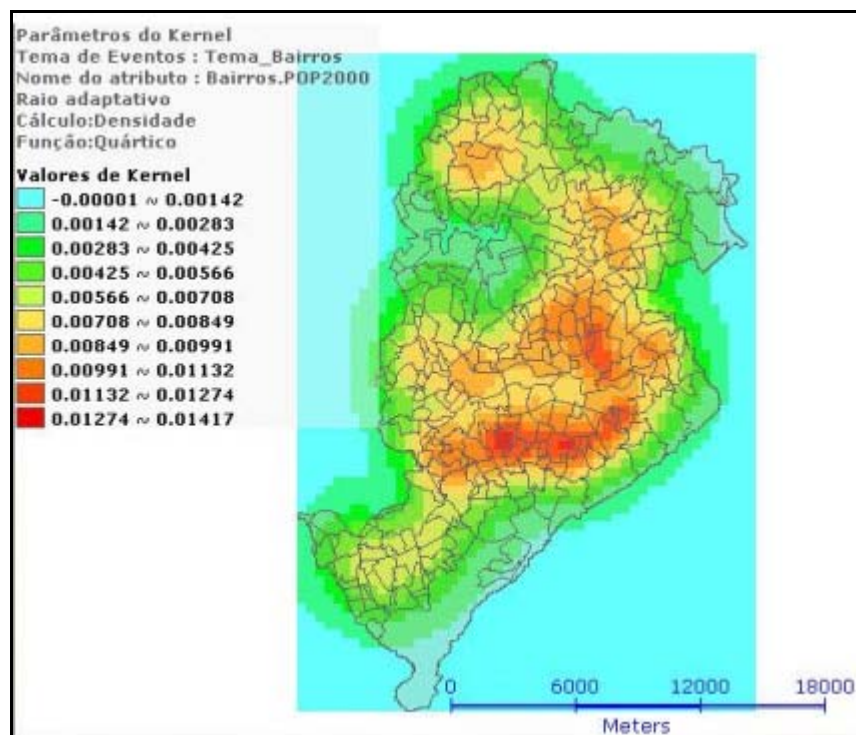 Parâmetros do Kernel
Tema de Eventos : Tema_Bairros
Nome do atributo : Bairros.POP2000
Raio adaptativo
Cálculo:Densidade
Função:Quártico
Valores de Kernel
-0.00001 ~ 0.00142
0.00142 ~ 0.00283
0.00283 ~ 0.00425
0.00425 ~ 0.00566
0.00566 ~ 0.00708
0.00708 ~ 0.00849
0.00849 ~ 0.00991
0.00991 ~ 0.01132
0.01132 ~ 0.01274
0.01274 ~ 0.01417
0 6000 12000 18000
Meters